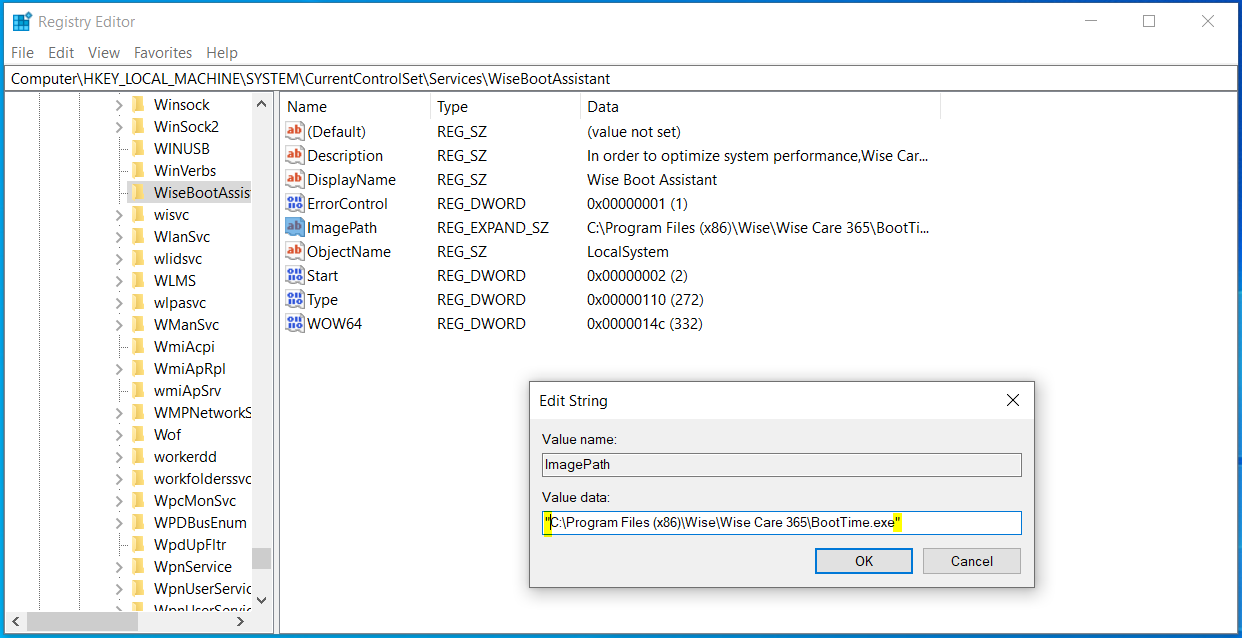 Registry Editor
File Edit View Favorites Help
Computer\HKEY_LOCAL_MACHINE\SYSTEM\CurrentControlSet\Services\WiseBootAssistant
Winsock
WinSock2
WINUSB
WinVerbs
WiseBootAssis
wisvc
WlanSvc
wlidsvc
WLMS
wlpasvc
WManSvc
WmiAcpi
WmiApRpl
wmiApSrv
WMPNetworkS
Wof
workerdd
workfolderssvc
WpcMonSvc
WPDBusEnum
WpdUpFltr
WpnService
WpnUserServic
WpnUserServic
Name Type Data
(Default) REG_SZ (value not set)
Description REG_SZ In order to optimize system performance,Wise Car...
DisplayName REG_SZ Wise Boot Assistant
ErrorControl REG_DWORD 0x00000001 (1)
ImagePath REG_EXPAND_SZ C:\Program Files (x86)\Wise\Wise Care 365\BootTi...
ObjectName REG_SZ LocalSystem
Start REG_DWORD 0x00000002 (2)
Type REG_DWORD 0x00000110 (272)
WOW64 REG_DWORD 0x0000014c (332)
Edit String
Value name:
ImagePath
Value data:
"C:\Program Files (x86)\Wise\Wise Care 365\BootTime.exe"
OK Cancel